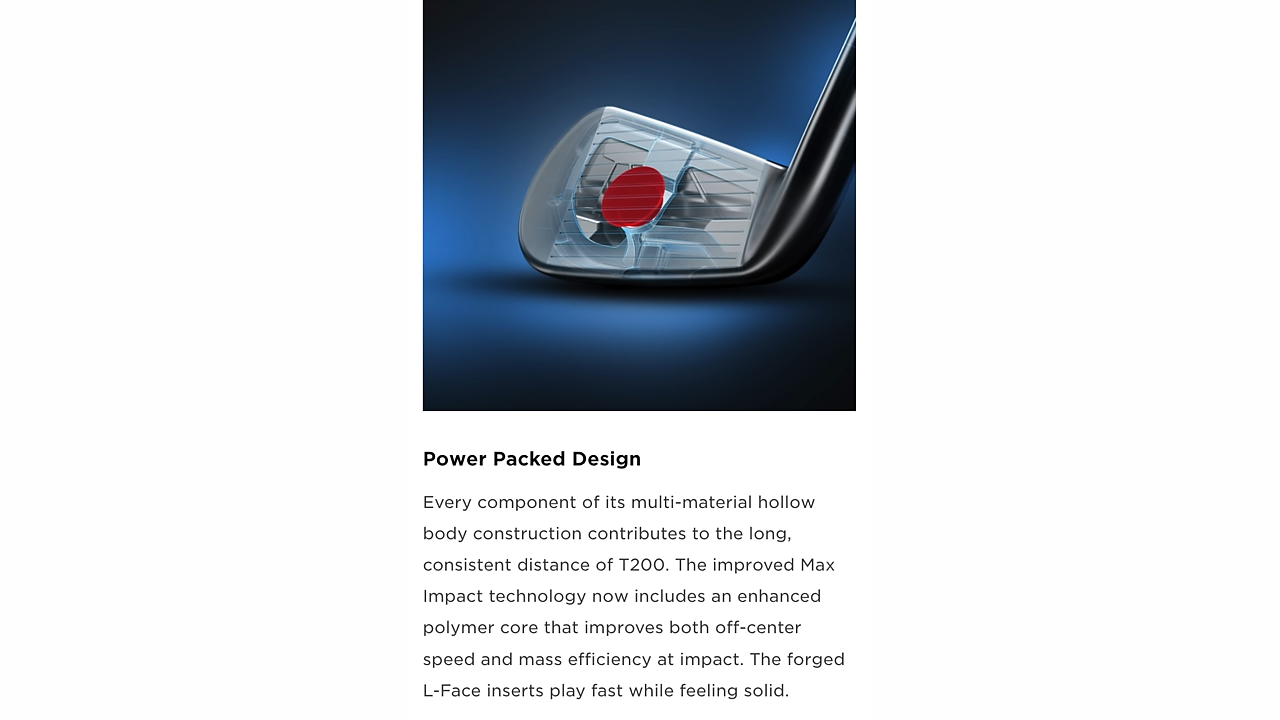 Power Packed Design
Every component of its multi-material hollow
body construction contributes to the long,
consistent distance of T200. The improved Max
Impact technology now includes an enhanced
polymer core that improves both off-center
speed and mass efficiency at impact. The forged
L-Face inserts play fast while feeling solid.